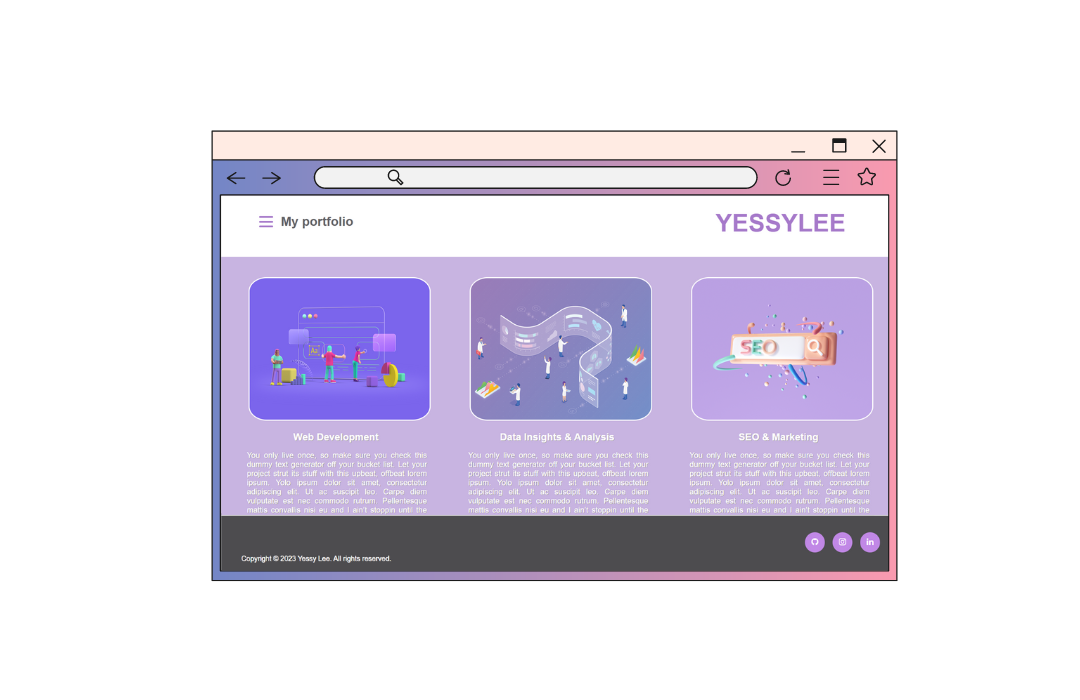 My portfolio
YESSYLEE
Ai
SEO
Web Development
You only live once, so make sure you check this
dummy text generator off your bucket list. Let your
project strut its stuff with this upbeat, offbeat lorem
ipsum. Yolo ipsum dolor sit amet, consectetur
adipiscing elit. Ut ac suscipit leo. Carpe diem
vulputate est nec commodo rutrum. Pellentesque
mattis convallis nisi eu and I ain't stoppin until the
Data Insights & Analysis
You only live once, so make sure you check this
dummy text generator off your bucket list. Let your
project strut its stuff with this upbeat, offbeat lorem
ipsum. Yolo ipsum dolor sit amet, consectetur
adipiscing elit. Ut ac suscipit leo. Carpe diem
vulputate est nec commodo rutrum. Pellentesque
mattis convallis nisi eu and I ain't stoppin until the
SEO & Marketing
You only live once, so make sure you check this
dummy text generator off your bucket list. Let your
project strut its stuff with this upbeat, offbeat lorem
ipsum. Yolo ipsum dolor sit amet, consectetur
adipiscing elit. Ut ac suscipit leo. Carpe diem
vulputate est nec commodo rutrum. Pellentesque
mattis convallis nisi eu and I ain't stoppin until the
in
Copyright © 2023 Yessy Lee. All rights reserved.